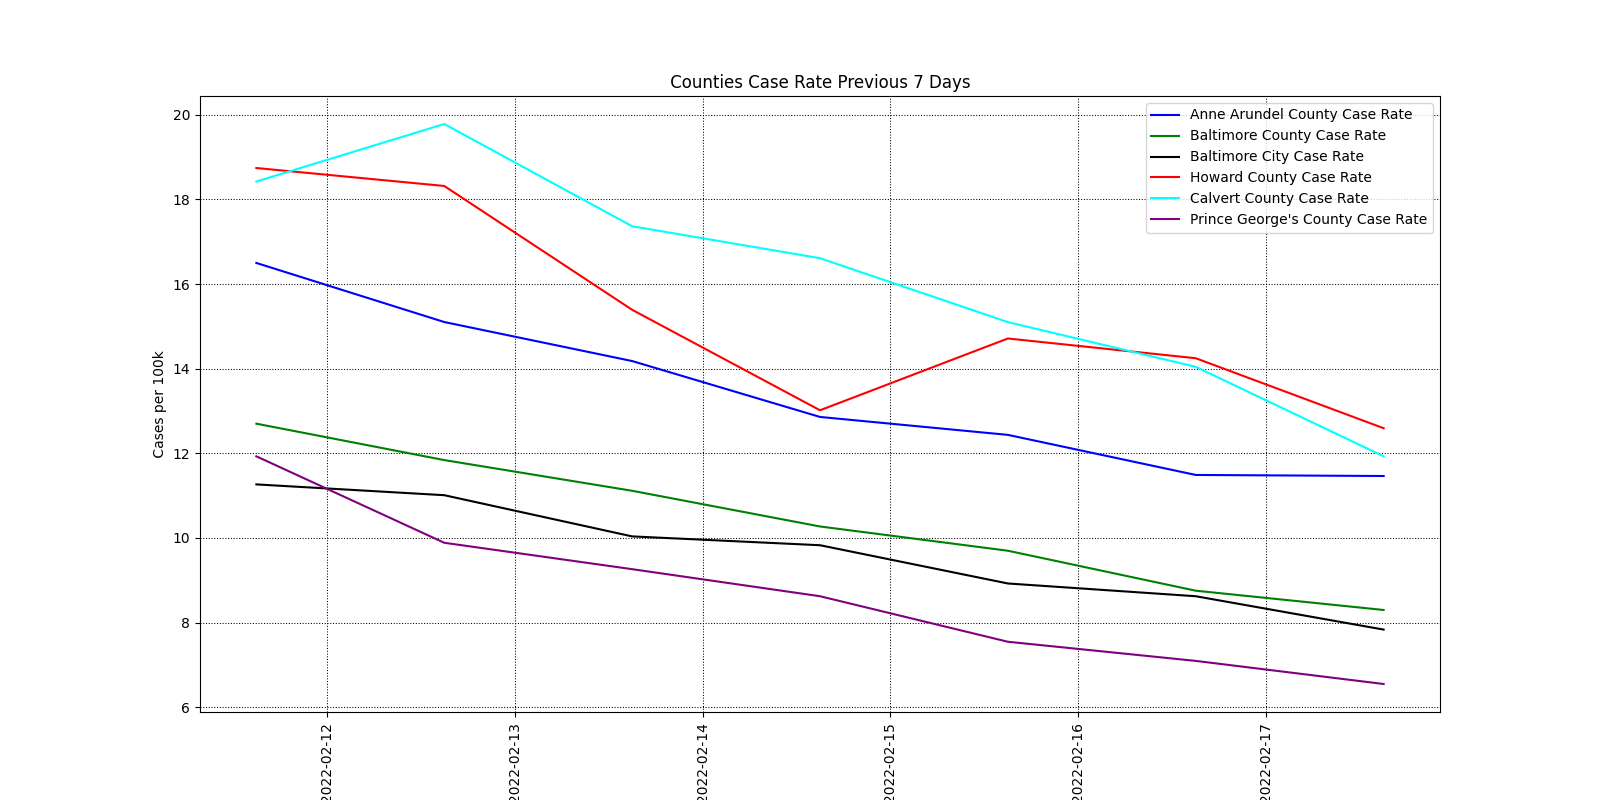 Counties Case Rate Previous 7 Days
Anne Arundel County Case Rate
Baltimore County Case Rate
Baltimore City Case Rate
Howard County Case Rate
Calvert County Case Rate
Prince George's County Case Rate
Cases per 100k
20
18
16
14
12
10
8
6
2022-02-12
2022-02-13
2022-02-14
2022-02-15
2022-02-16
2022-02-17